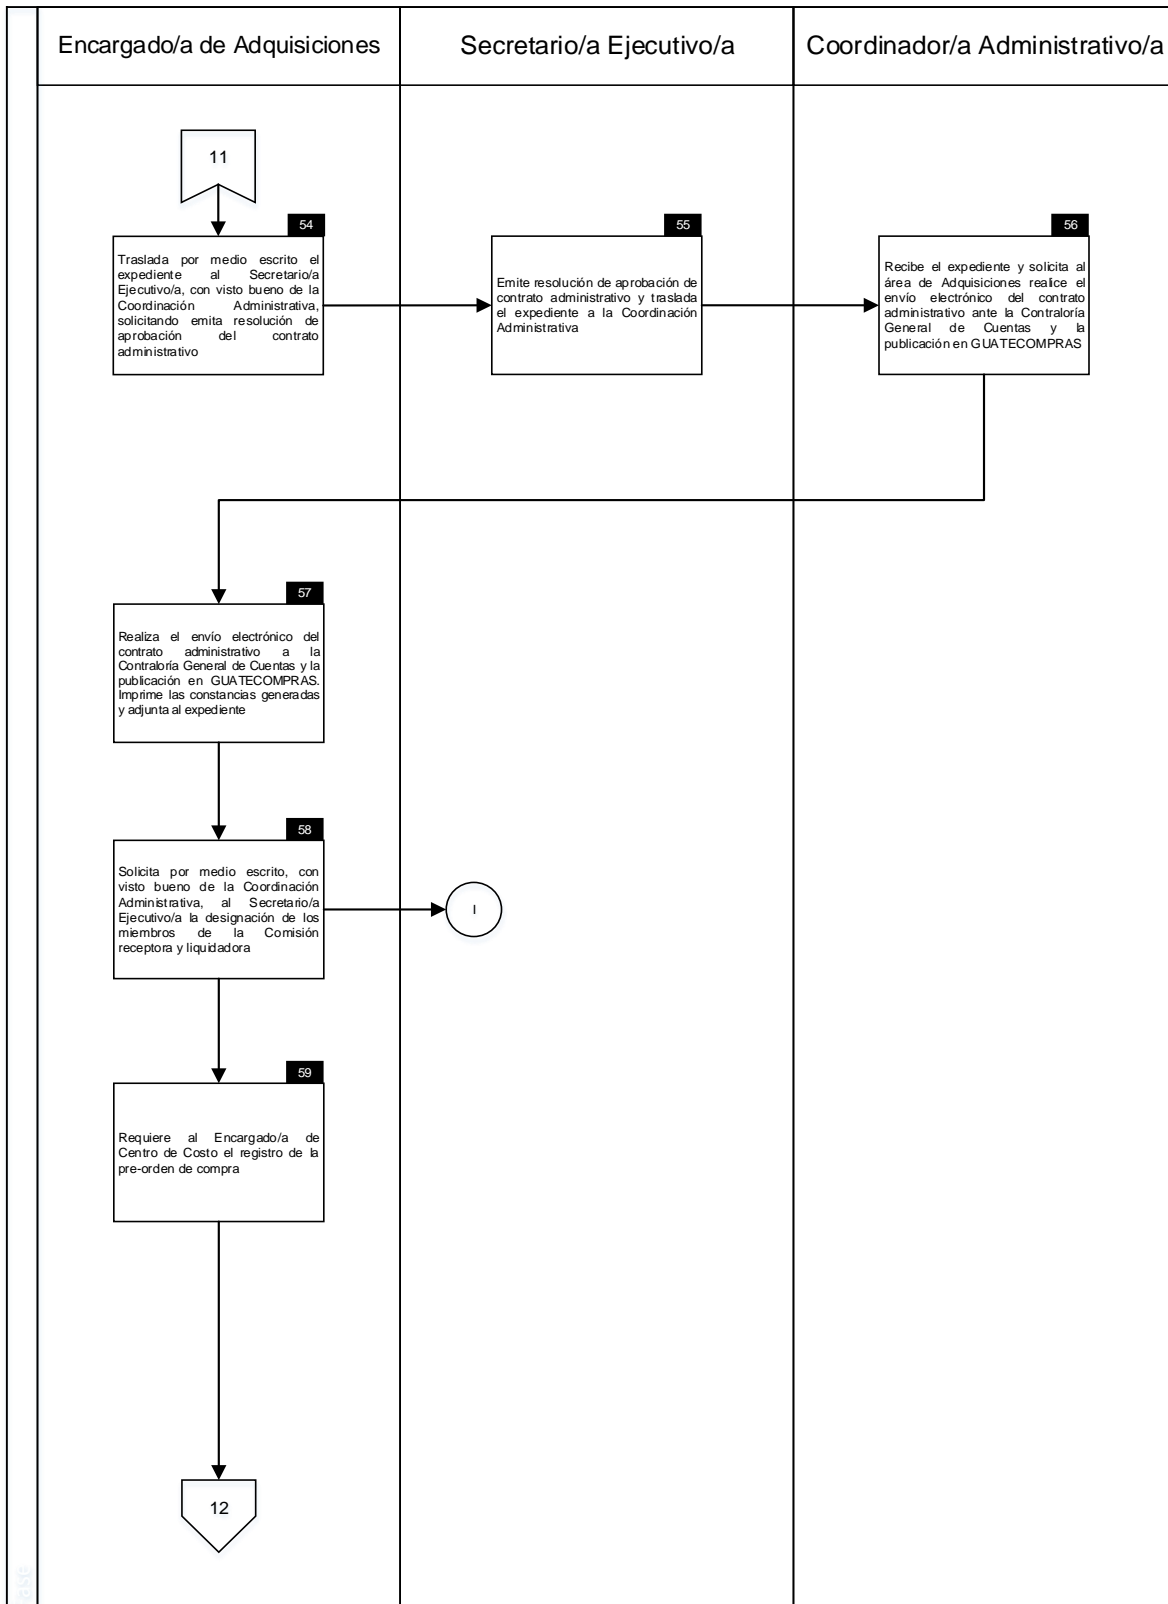 Encargado/a de Adquisiciones
Secretario/a Ejecutivo/a
Coordinador/a Administrativo/a
11
54
Traslada por medio escrito el
expediente al Secretario/a
Ejecutivo/a, con visto bueno de la
Coordinación Administrativa,
solicitando emita resolución de
aprobación del contrato
administrativo
55
Emite resolución de aprobación de
contrato administrativo y traslada
el expediente a la Coordinación
Administrativa
56
Recibe el expediente y solicita al
área de Adquisiciones realice el
envío electrónico del contrato
administrativo ante la Contraloría
General de Cuentas y la
publicación en GUATECOMPRAS
57
Realiza el envío electrónico del
contrato administrativo a la
Contraloría General de Cuentas y la
publicación en GUATECOMPRAS.
Imprime las constancias generadas
y adjunta al expediente
58
Solicita por medio escrito, con
visto bueno de la Coordinación
Administrativa, al Secretario/a
Ejecutivo/a la designación de los
miembros de la Comisión
receptora y liquidadora
I
59
Requiere al Encargado/a de
Centro de Costo el registro de la
pre-orden de compra
12